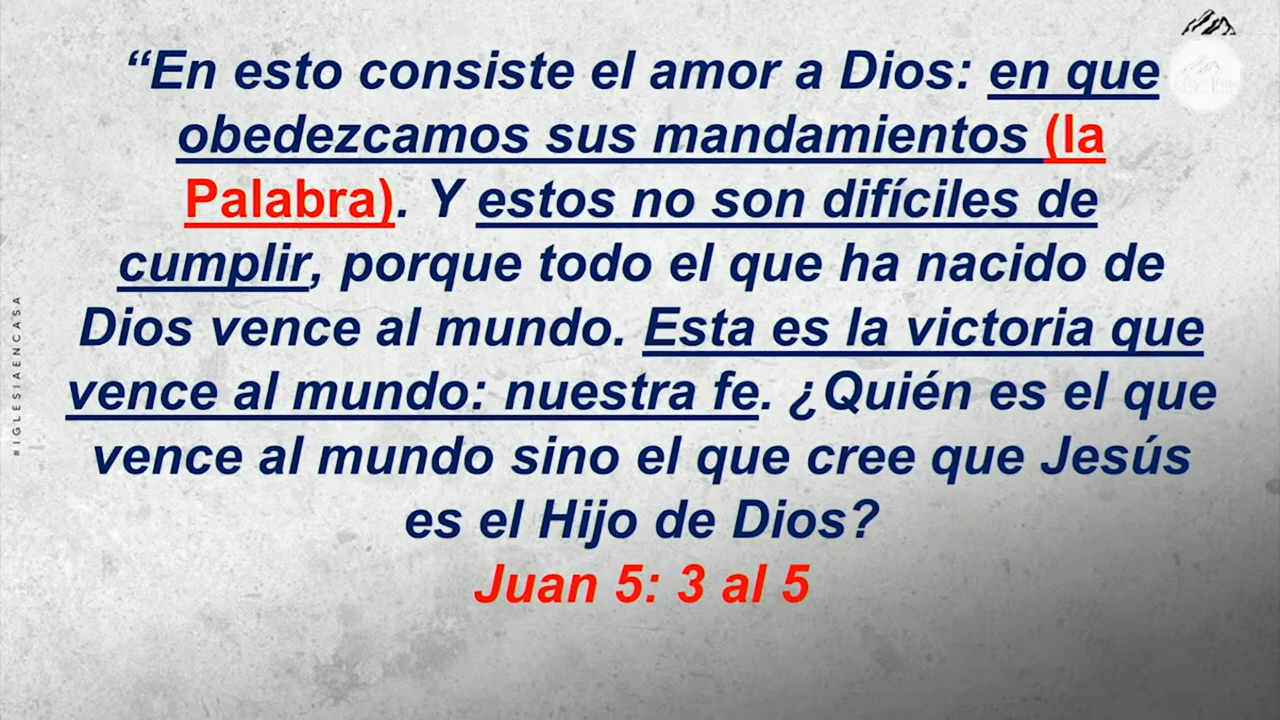 “En esto consiste el amor a Dios: en que
obedezcamos sus mandamientos (la
Palabra). Y estos no son difíciles de
cumplir, porque todo el que ha nacido de
Dios vence al mundo. Esta es la victoria que
vence al mundo: nuestra fe. ¿Quién es el que
vence al mundo sino el que cree que Jesús
es el Hijo de Dios?
Juan 5: 3 al 5
#IGLESIAENCASA